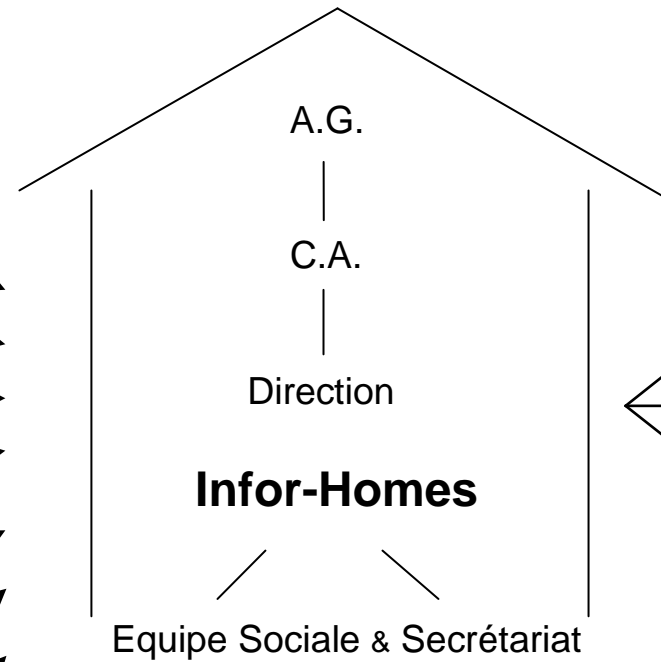 A.G.
C.A.
Direction
Infor-Homes
Equipe Sociale & Secrétariat